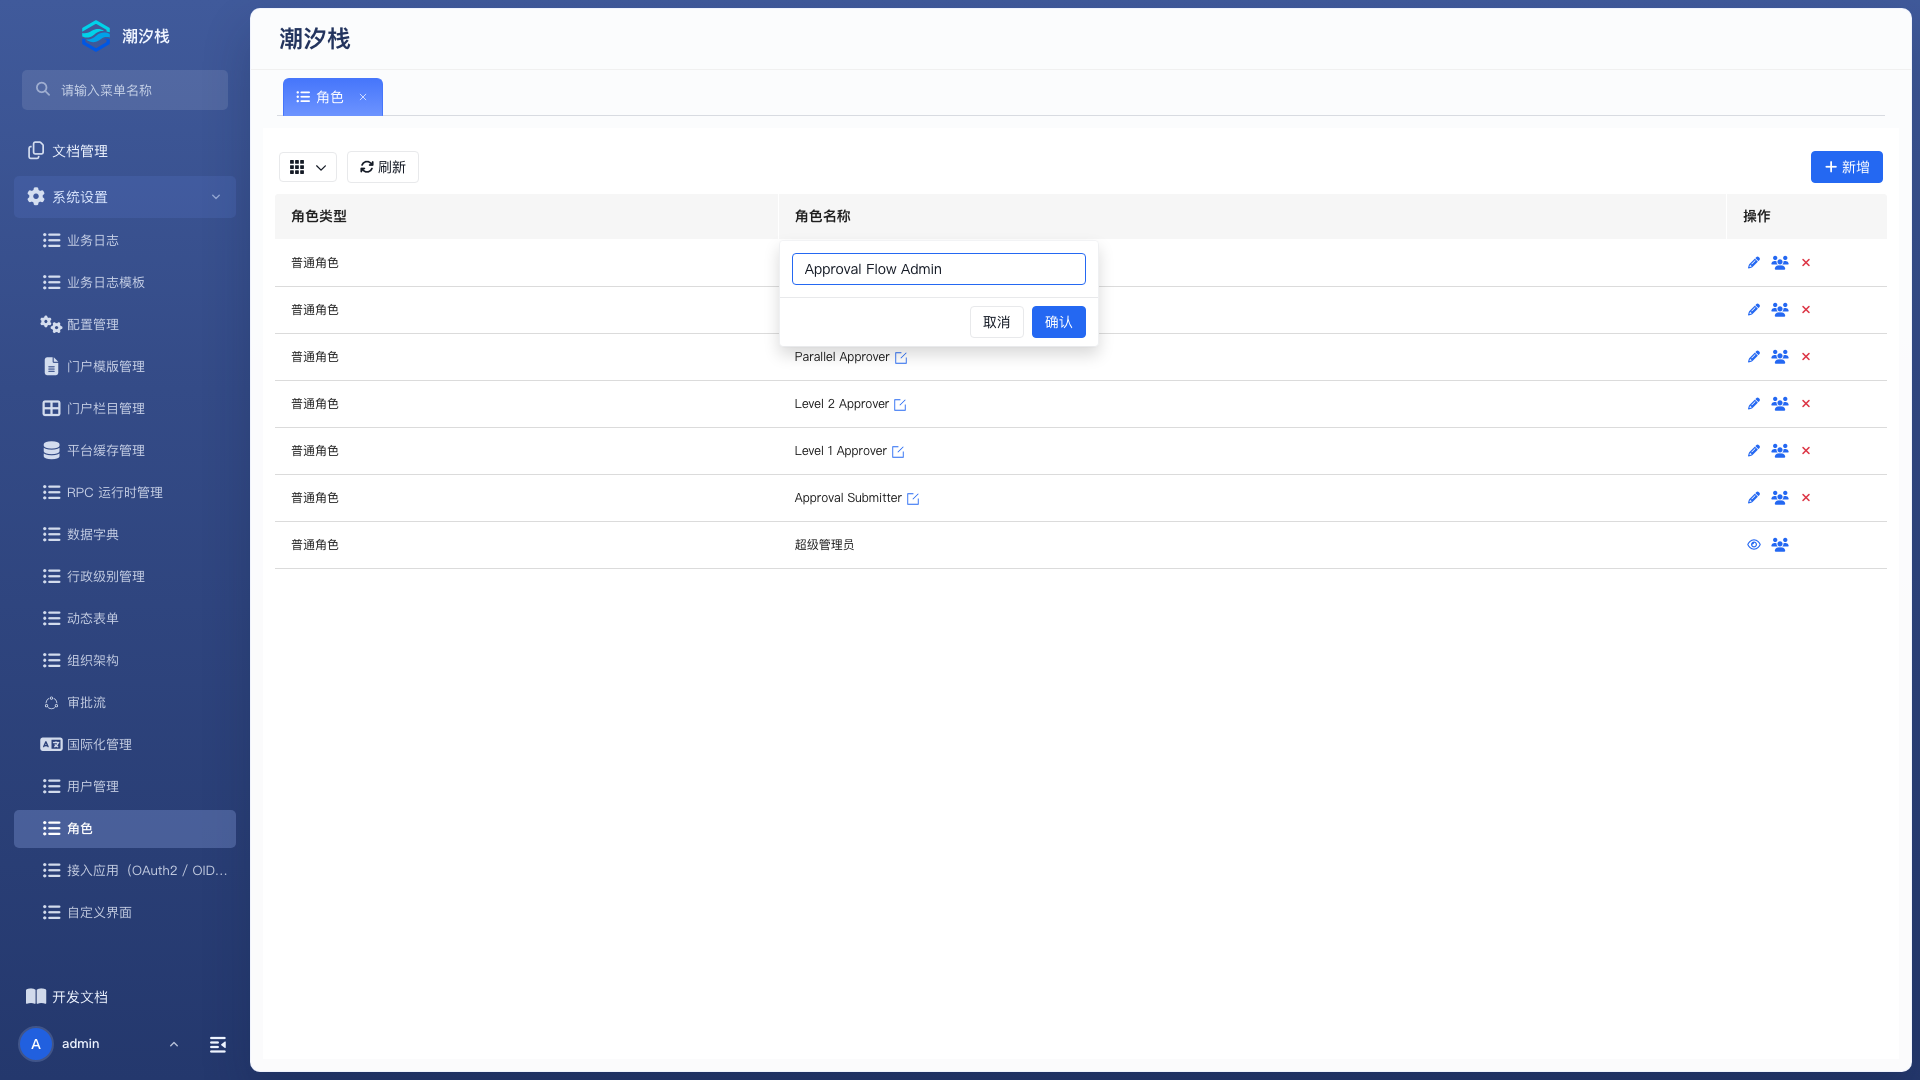 潮汐栈
请输入菜单名称
文档管理
系统设置
业务日志
业务日志模板
配置管理
门户模版管理
门户栏目管理
平台缓存管理
RPC 运行时管理
数据字典
行政级别管理
动态表单
组织架构
审批流
国际化管理
用户管理
角色
接入应用（OAuth2 / OID...
自定义界面
开发文档
A admin
潮汐栈
角色
刷新
新增
角色类型 角色名称 操作
普通角色
Approval Flow Admin
普通角色
取消 确认
普通角色 Parallel Approver
普通角色 Level 2 Approver
普通角色 Level 1 Approver
普通角色 Approval Submitter
普通角色 超级管理员